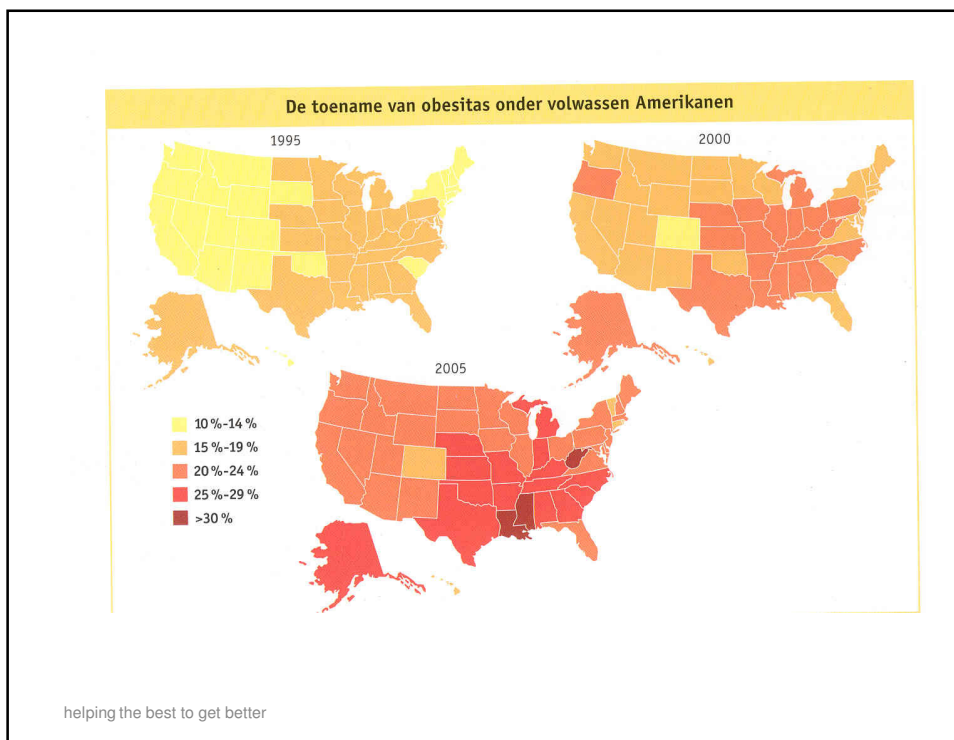 De toename van obesitas onder volwassen Amerikanen
1995
2000
2005
10 %-14 %
15 %-19 %
20 %-24 %
25 %-29 %
>30 %
helping the best to get better